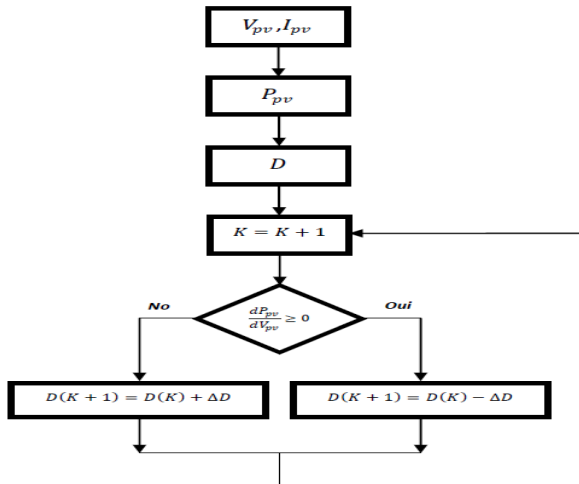 V_pv , I_pv
P_pv
D
K = K + 1
No
dP_pv/dV_pv ≥ 0
Oui
D(K + 1) = D(K) + ΔD
D(K + 1) = D(K) − ΔD